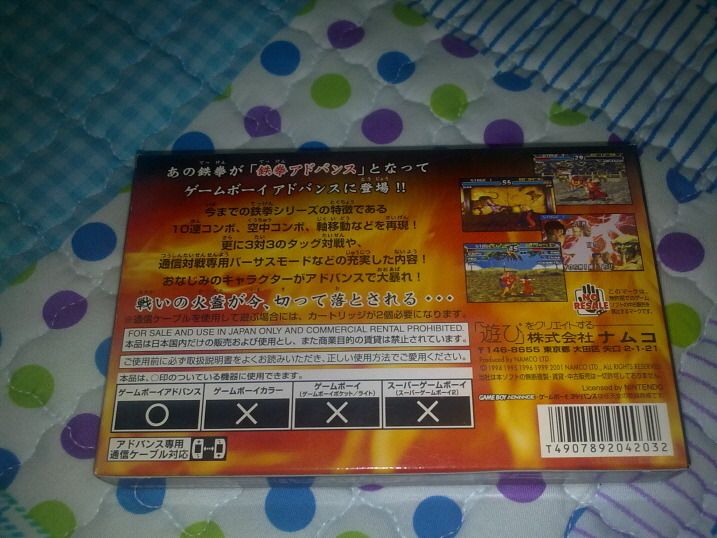 あの鉄拳が「鉄拳アドバンス」となって
ゲームボーイアドバンスに登場!!
今までの鉄拳シリーズの特徴である
10連コンボ、空中コンボ、軸移動などを再現!
更に3対3のタッグ対戦や、
通信対戦専用バーサスモードなどの充実した内容!
おなじみのキャラクターがアドバンスで大暴れ!
戦いの火蓋が今、切って落とされる・・・
※通信ケーブルを使用して遊ぶ場合には、カートリッジが2個必要になります。
FOR SALE AND USE IN JAPAN ONLY AND COMMERCIAL RENTAL PROHIBITED.
本品は日本国内だけの販売および使用とし、また商業目的の賃貸は禁止されています。
ご使用前に必ず取扱説明書をよくお読みいただき、正しい使用方法でご愛用ください。
本品は、○印のついている機器に使用できます。
ゲームボーイアドバンス
○
ゲームボーイカラー
×
ゲームボーイ
(ゲームボーイポケット/ライト)
×
スーパーゲームボーイ
(スーパーゲームボーイ2)
×
アドバンス専用
通信ケーブル対応
NO
RESALE
このマークは、
「遊び」をクリエイトする
株式会社 ナムコ
〒146-8655 東京都 大田区 矢口 2-1-21
Produced by NAMCO LTD.
© 1994 1995 1996 1999 2001 NAMCO LTD., ALL RIGHTS RESERVED
Licensed by NINTENDO
GAME BOY ADVANCE
T4907892042032